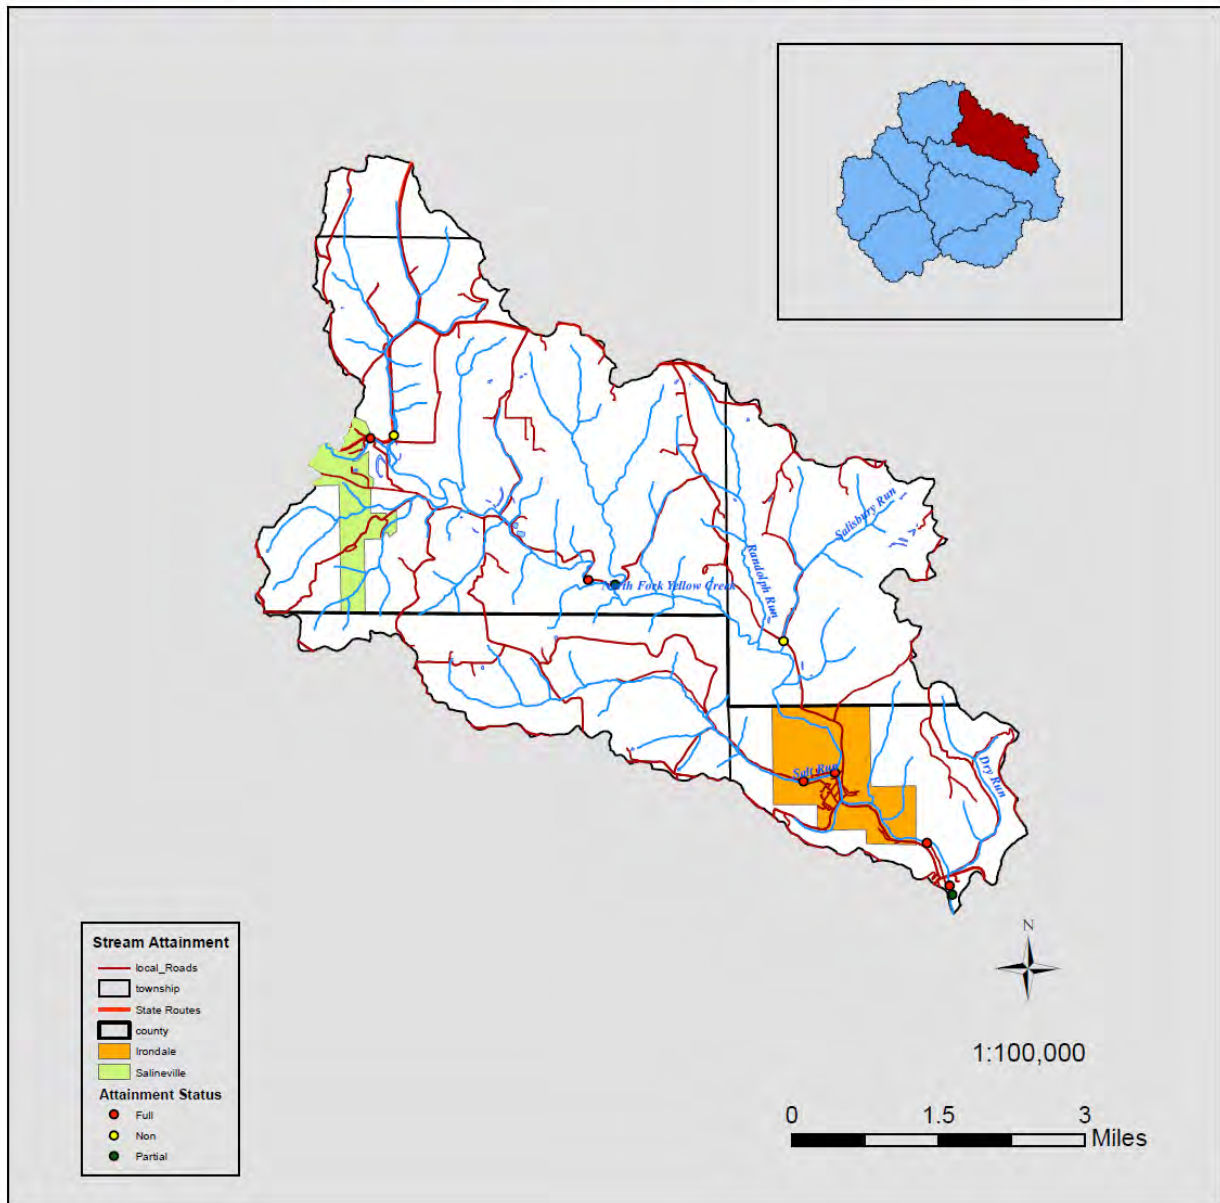 Salisbury Run
Randolph Run
North Fork Yellow Creek
Salt Run
Dry Run
N
1:100,000
0 1.5 3
Miles
Stream Attainment
local_Roads
township
State Routes
county
Irondale
Salineville
Attainment Status
Full
Non
Partial